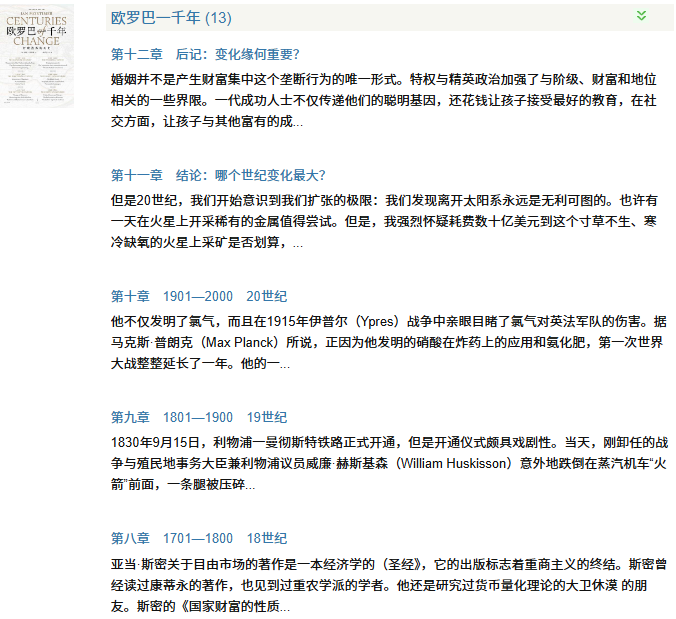 CENTURIES
欧罗巴一千年
CHANGE
欧罗巴一千年 (13)
第十二章 后记：变化缘何重要？
婚姻并不是产生财富集中这个垄断行为的唯一形式。特权与精英政治加强了与阶级、财富和地位
相关的一些界限。一代成功人士不仅传递他们的聪明基因，还花钱让孩子接受最好的教育，在社
交方面，让孩子与其他富有的成...
第十一章 结论：哪个世纪变化最大？
但是20世纪，我们开始意识到我们扩张的极限：我们发现离开太阳系永远是无利可图的。也许有
一天在火星上开采稀有的金属值得尝试。但是，我强烈怀疑耗费数十亿美元到这个寸草不生、寒
冷缺氧的火星上采矿是否划算，...
第十章 1901—2000 20世纪
他不仅发明了氯气，而且在1915年伊普尔（Ypres）战争中亲眼目睹了氯气对英法军队的伤害。据
马克斯·普朗克（Max Planck）所说，正因为他发明的硝酸在炸药上的应用和氨化肥，第一次世界
大战整整延长了一年。他的一...
第九章 1801—1900 19世纪
1830年9月15日，利物浦一曼彻斯特铁路正式开通，但是开通仪式颇具戏剧性。当天，刚卸任的战
争与殖民地事务大臣兼利物浦议员威廉·赫斯基森（William Huskisson）意外地跌倒在蒸汽机车“火
箭”前面，一条腿被压碎...
第八章 1701—1800 18世纪
亚当·斯密关于自由市场的著作是一本经济学的（圣经》，它的出版标志着重商主义的终结。斯密曾
经读过康蒂永的著作，也见到过重农学派的学者。他还是研究过货币量化理论的大卫休漠 的朋
友。斯密的《国家财富的性质...